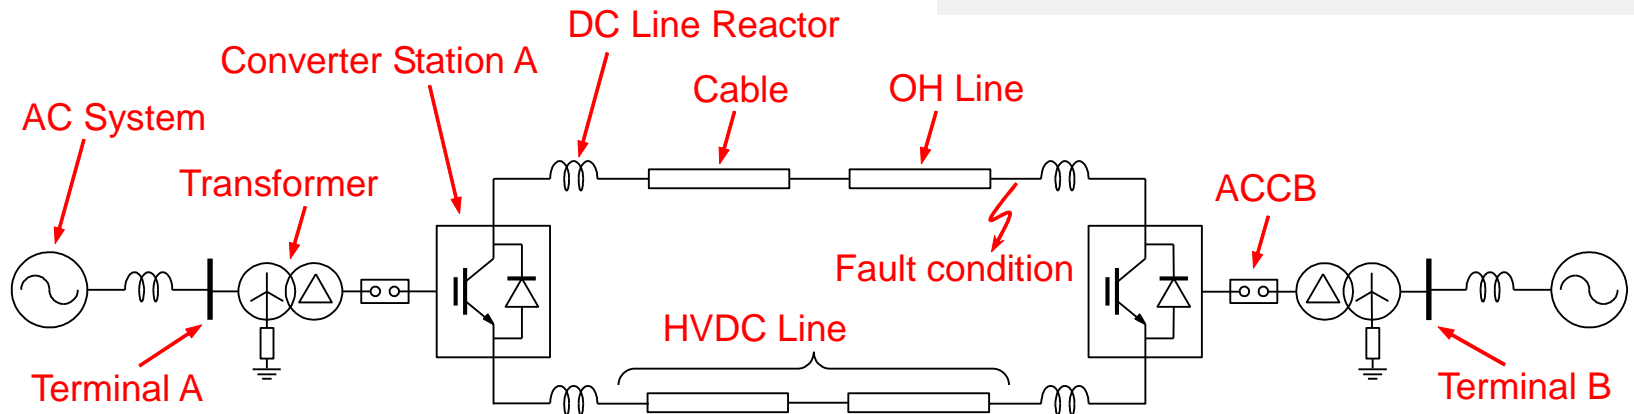 DC Line Reactor
Converter Station A
Cable
OH Line
AC System
Transformer
ACCB
Fault condition
HVDC Line
Terminal A
Terminal B